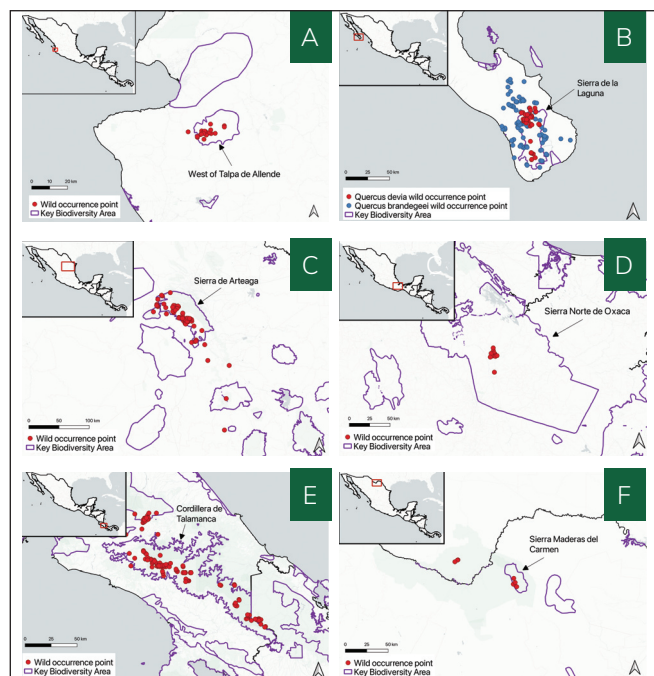 A
West of Talpa de Allende
0 10 20 km
Wild occurrence point
Key Biodiversity Area
B
Sierra de la
Laguna
0 25 50 km
Quercus devia wild occurrence point
Quercus brandegeei wild occurrence point
Key Biodiversity Area
C
Sierra de Arteaga
0 50 100 km
Wild occurrence point
Key Biodiversity Area
D
Sierra Norte de Oxaca
0 25 50 km
Wild occurrence point
Key Biodiversity Area
E
Cordillera de
Talamanca
0 25 50 km
Wild occurrence point
Key Biodiversity Area
F
Sierra Maderas del
Carmen
0 25 50 km
Wild occurrence point
Key Biodiversity Area